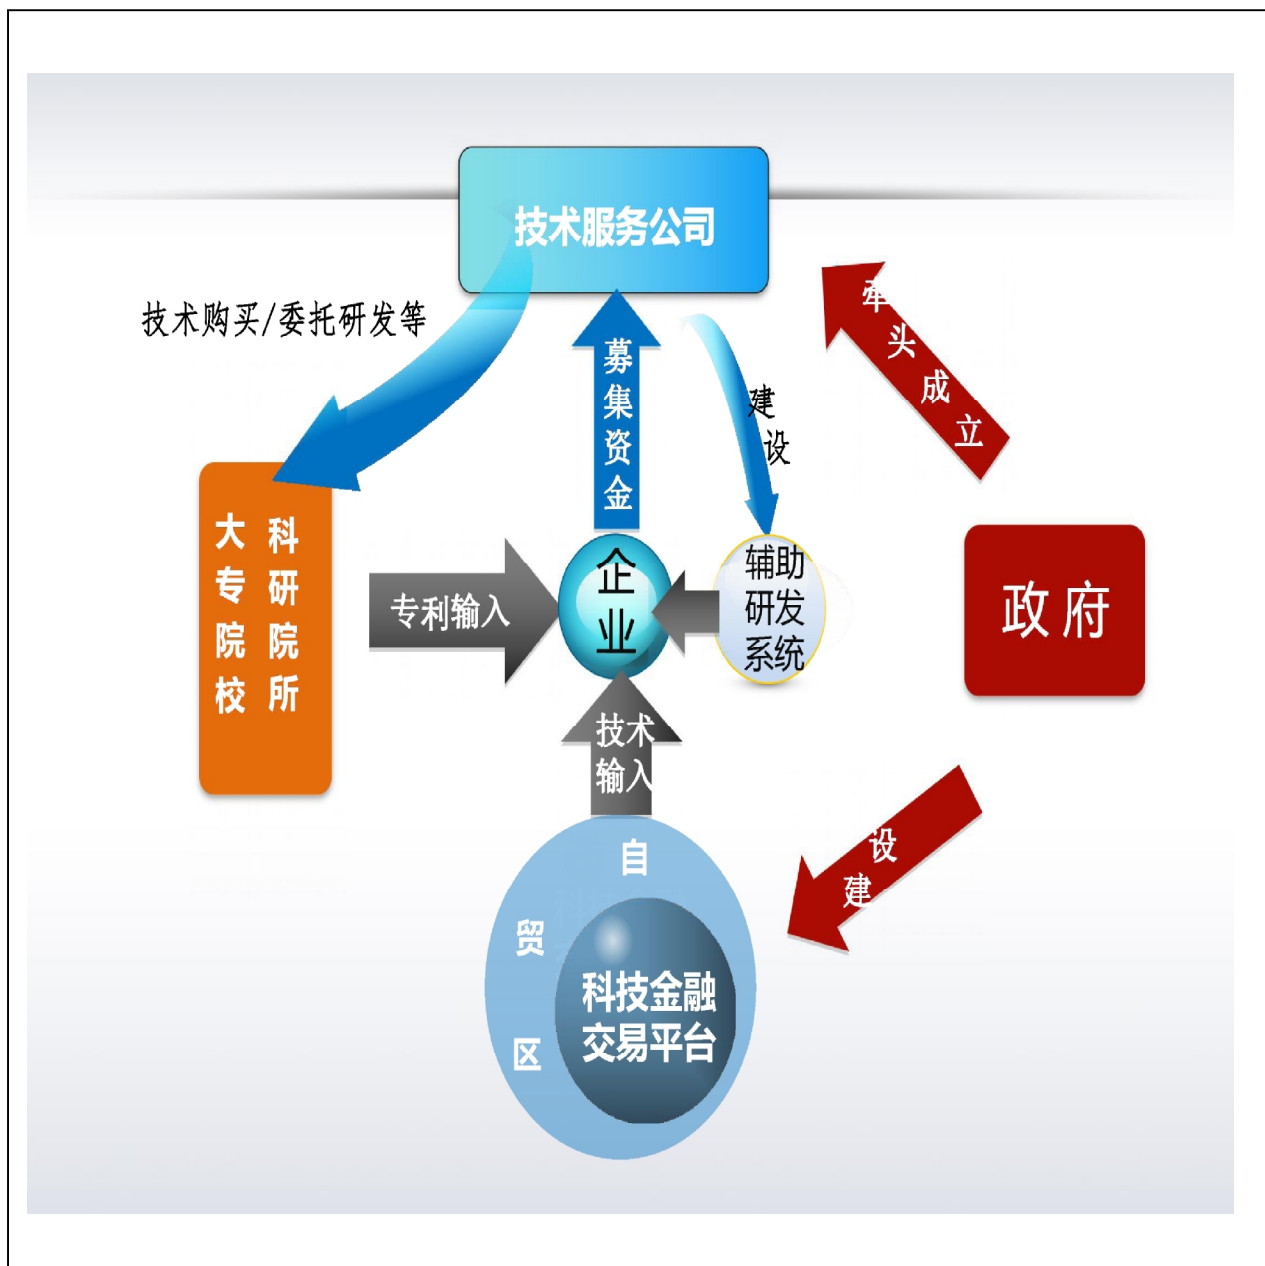 技术服务公司
技术购买/委托研发等
牵头成立
募集资金
建设
大专院校
科研院所
专利输入
企业
辅助
研发
系统
政府
技术
输入
建设
自贸区
科技金融
交易平台